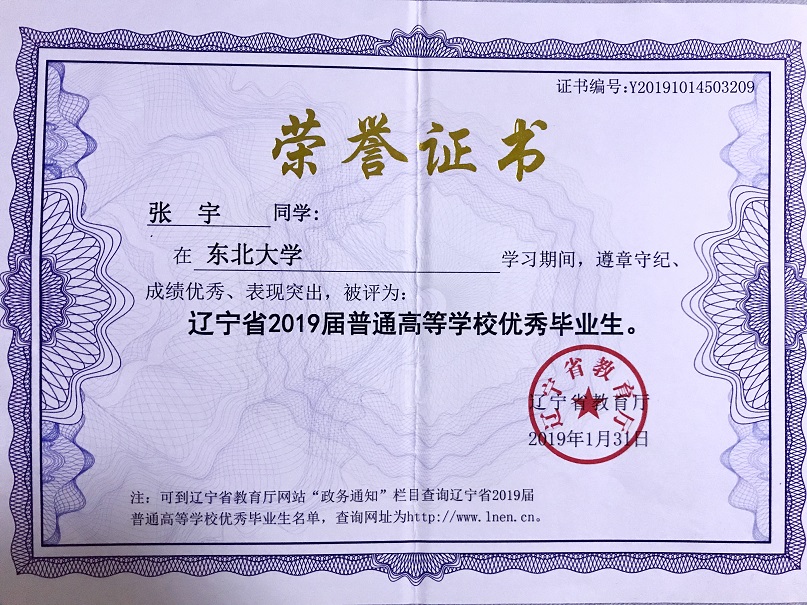 证书编号:Y20191014503209
荣誉证书
张 宇 同学:
在 东北大学 学习期间，遵章守纪、
成绩优秀、表现突出，被评为:
辽宁省2019届普通高等学校优秀毕业生。
辽宁省教育厅
辽宁省教育厅
2019年1月31日
注: 可到辽宁省教育厅网站“政务通知”栏目查询辽宁省2019届
普通高等学校优秀毕业生名单，查询网址为http://www.lnen.cn。